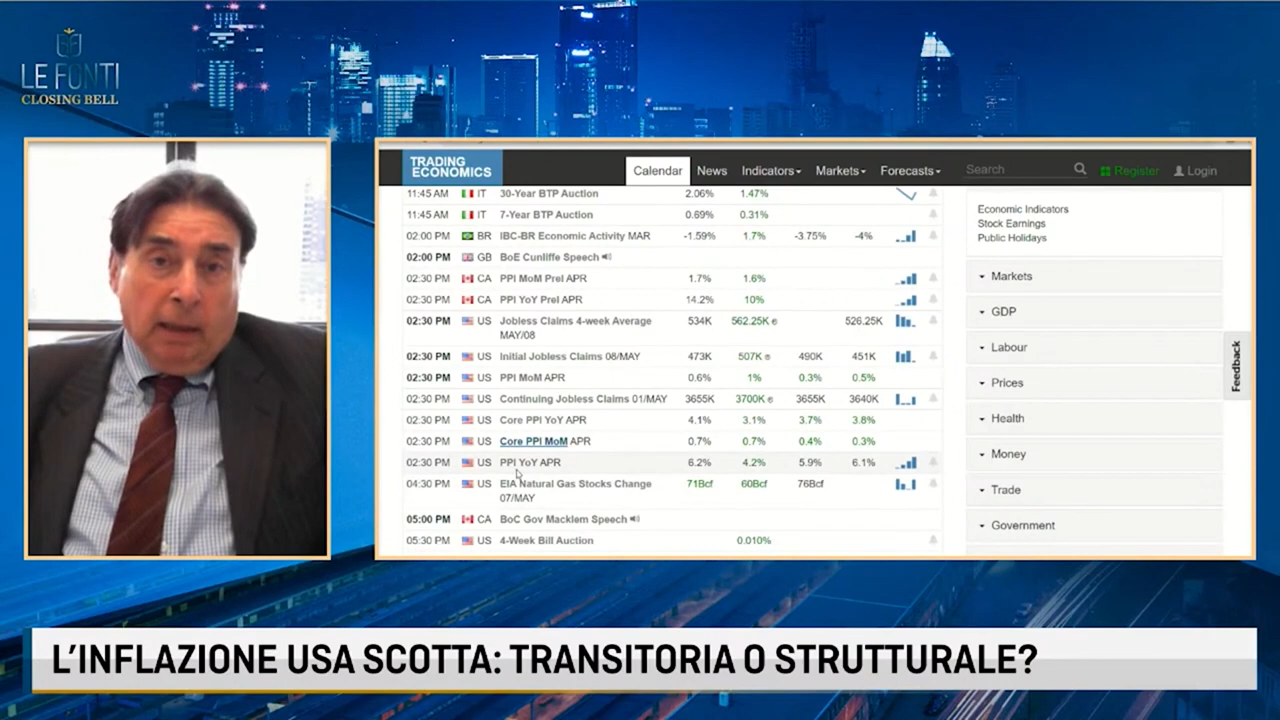 LE FONTI
CLOSING BELL
TRADING
ECONOMICS
Calendar News Indicators Markets Forecasts Search Register Login
11:45 AM IT 30-Year BTP Auction 2.06% 1.47%
11:45 AM IT 7-Year BTP Auction 0.69% 0.31%
02:00 PM BR IBC-BR Economic Activity MAR -1.59% 1.7% -3.75% -4%
02:00 PM GB BoE Cunliffe Speech
02:30 PM CA PPI MoM Prel APR 1.7% 1.6%
02:30 PM CA PPI YoY Prel APR 14.2% 10%
02:30 PM US Jobless Claims 4-week Average 534K 562.25K ® 526.25K
MAY/08
02:30 PM US Initial Jobless Claims 08/MAY 473K 507K ® 490K 451K
02:30 PM US PPI MoM APR 0.6% 1% 0.3% 0.5%
02:30 PM US Continuing Jobless Claims 01/MAY 3655K 3700K ® 3655K 3640K
02:30 PM US Core PPI YoY APR 4.1% 3.1% 3.7% 3.8%
02:30 PM US Core PPI MoM APR 0.7% 0.7% 0.4% 0.3%
02:30 PM US PPI YoY APR 6.2% 4.2% 5.9% 6.1%
04:30 PM US EIA Natural Gas Stocks Change 71Bcf 60Bcf 76Bcf
07/MAY
05:00 PM CA BoC Gov Macklem Speech
05:30 PM US 4-Week Bill Auction 0.010%
Economic Indicators
Stock Earnings
Public Holidays
Markets
GDP
Labour
Prices
Health
Money
Trade
Government
Feedback
L'INFLAZIONE USA SCOTTA: TRANSITORIA O STRUTTURALE?